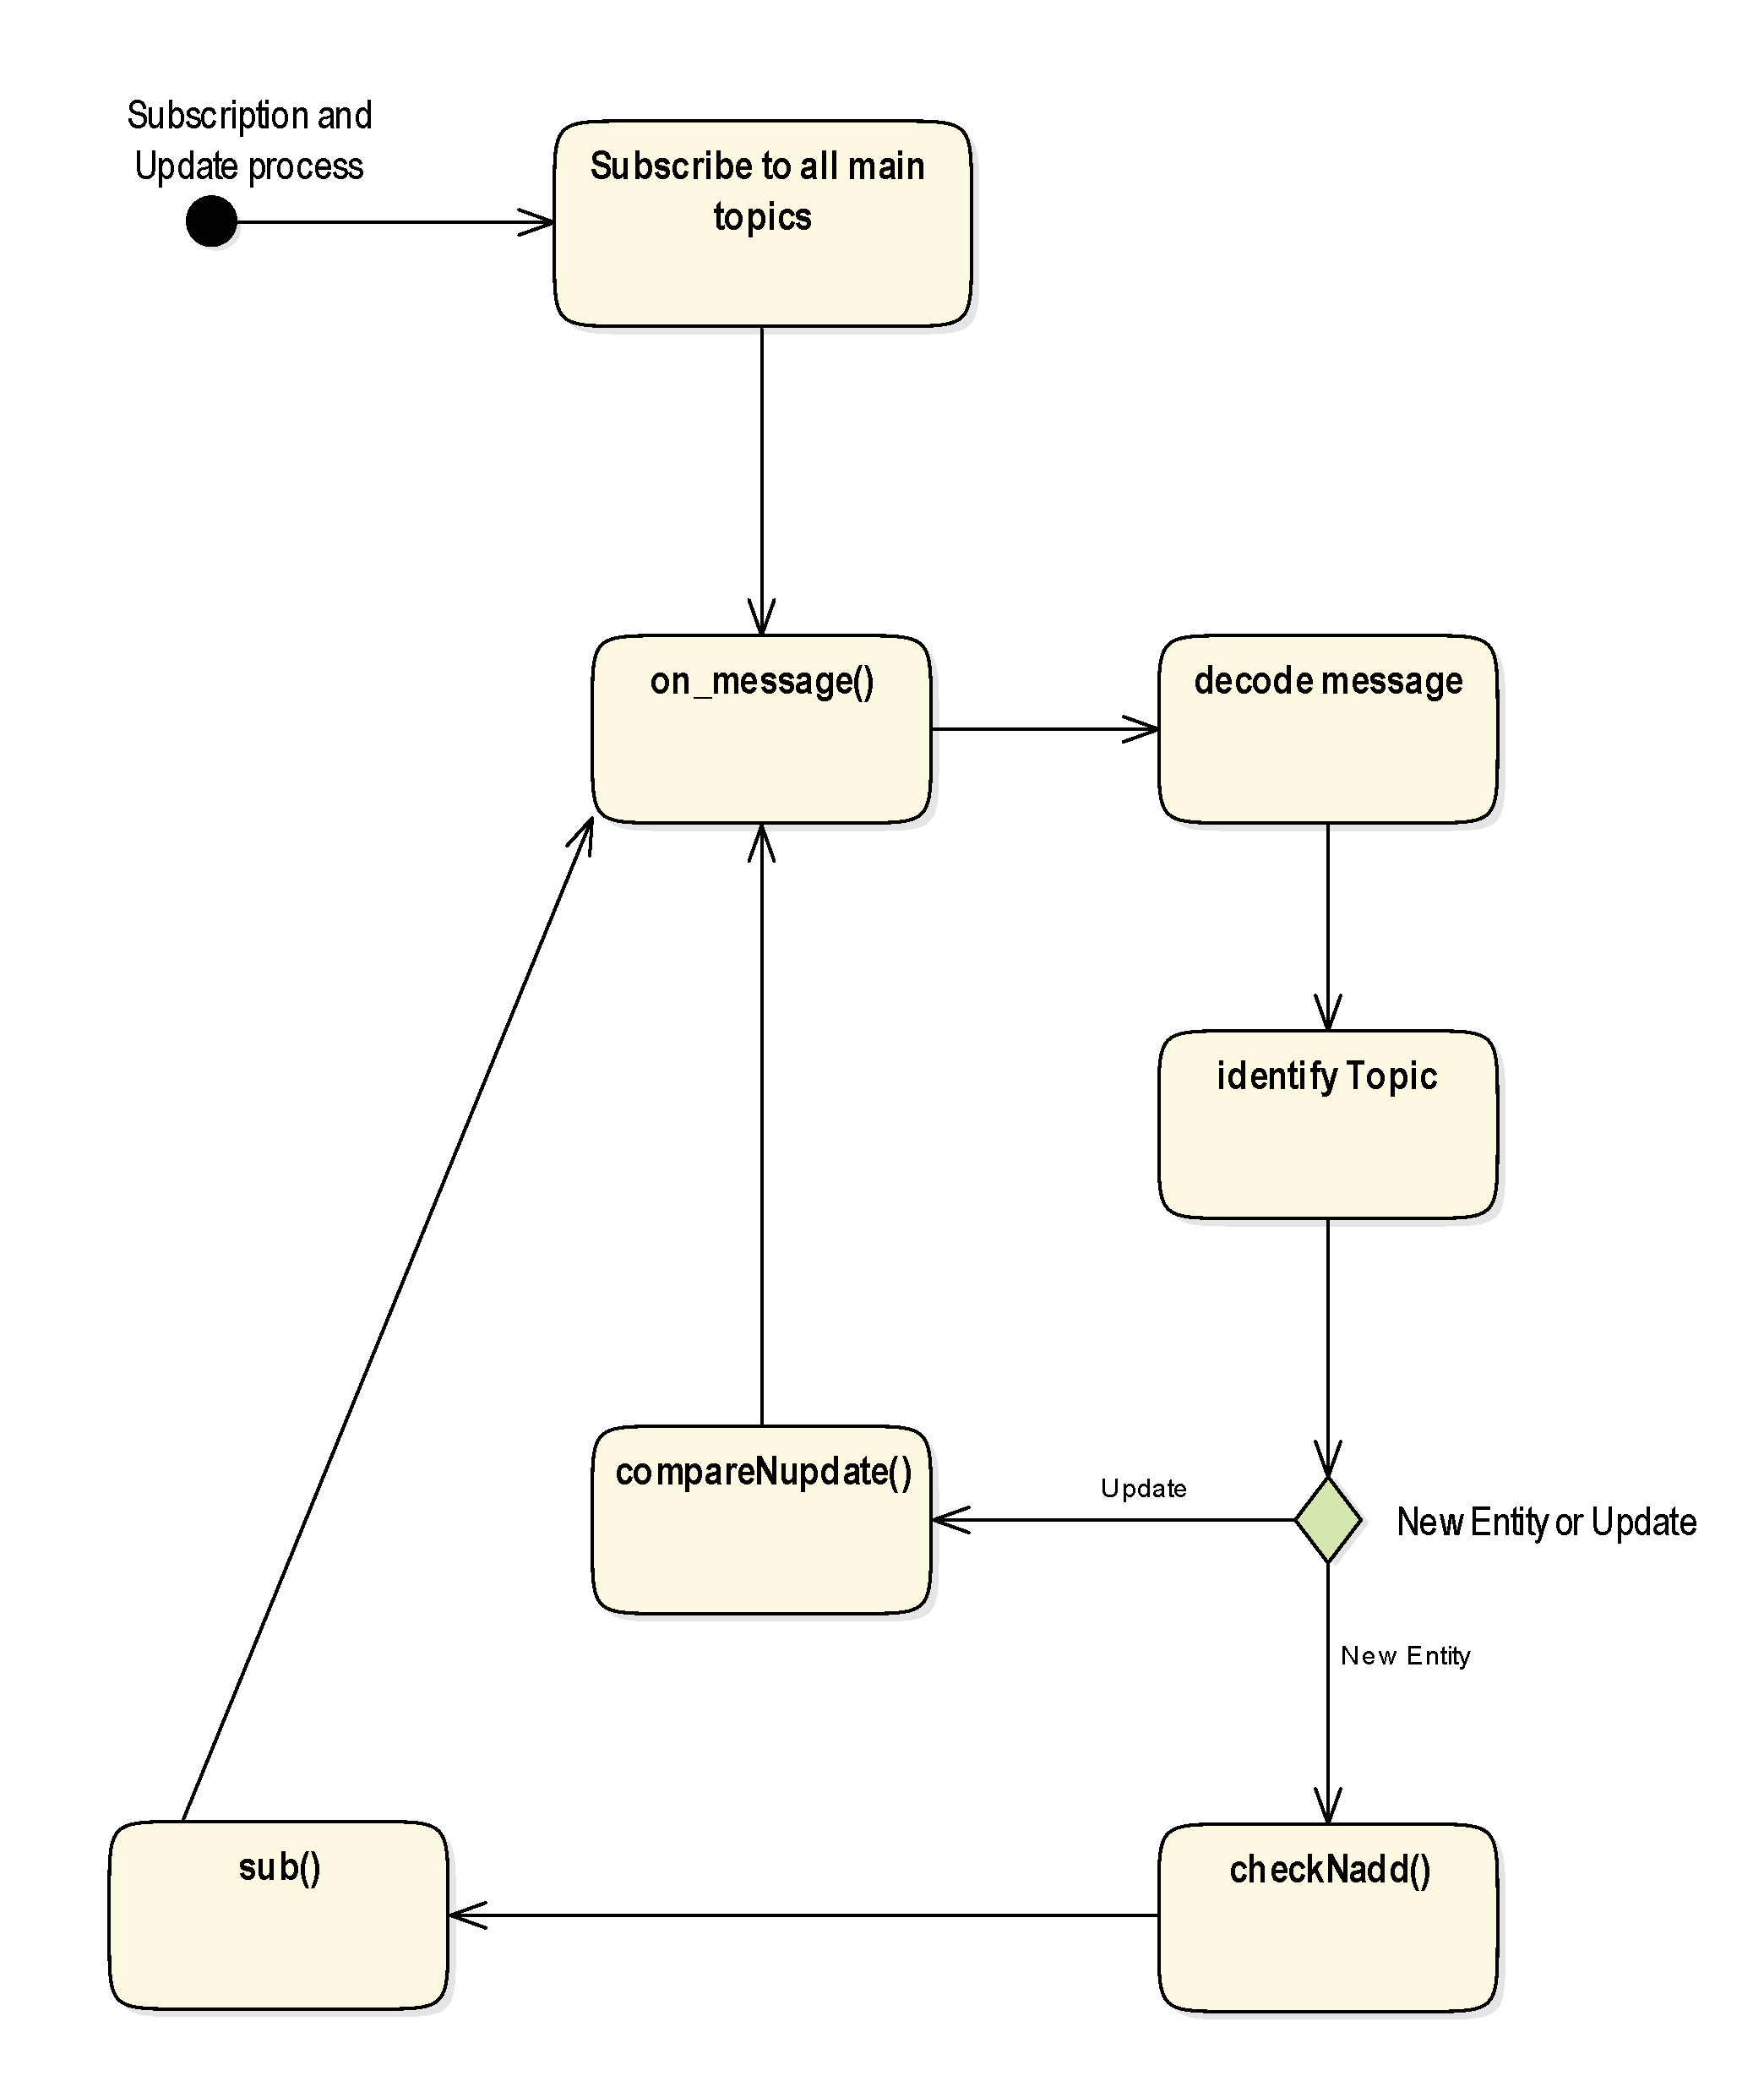 Subscription and
Update process
Subscribe to all main
topics
on_message()
decode message
identify Topic
compareNupdate()
Update
New Entity or Update
New Entity
sub()
checkNadd()